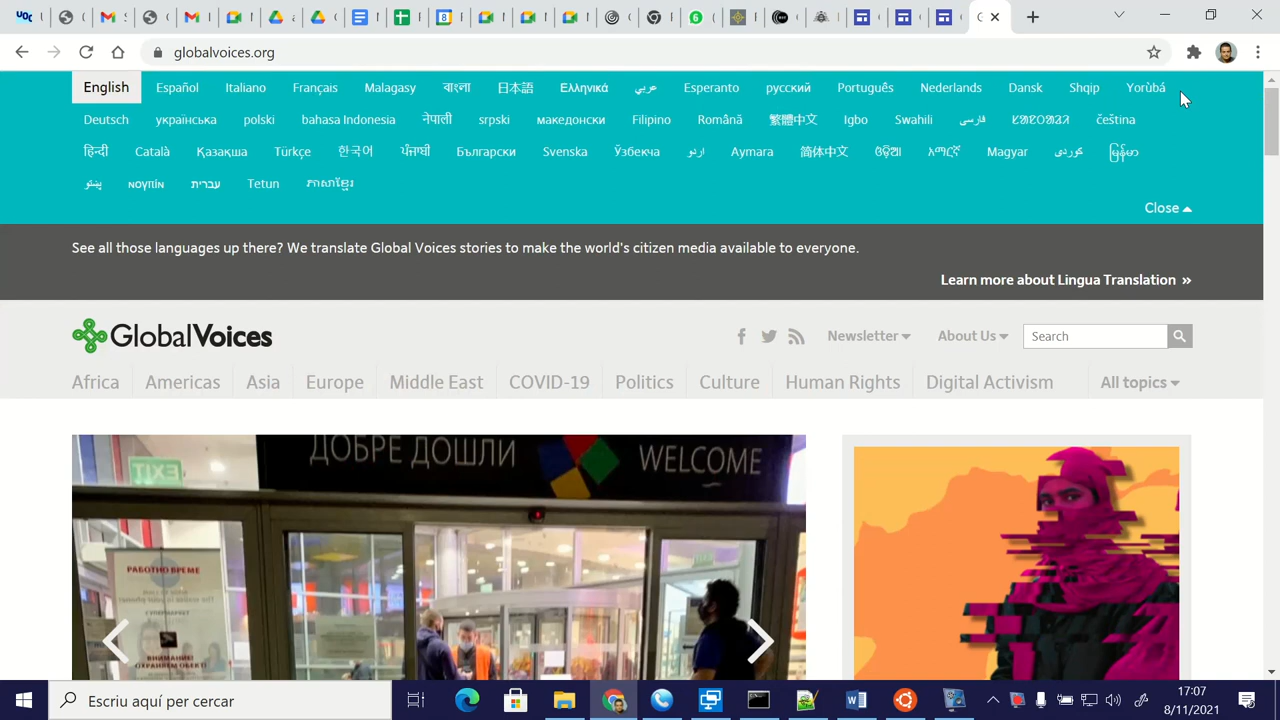 globalvoices.org
English Español Italiano Français Malagasy বাংলা 日本語 Ελληνικά عربي Esperanto русский Português Nederlands Dansk Shqip Yorùbá
Deutsch українська polski bahasa Indonesia नेपाली srpski македонски Filipino Română 繁體中文 Igbo Swahili فارسی čeština
हिन्दी Català Қазақша Türkçe 한국어 ਪੰਜਾਬੀ Български Svenska Ўзбекча اردو Aymara 简体中文 ଓଡ଼ିଆ አማርኛ Magyar كوردی မြန်မာ
پښتو עברית Tetun ភាសាខ្មែរ
Close
See all those languages up there? We translate Global Voices stories to make the world's citizen media available to everyone.
Learn more about Lingua Translation »
GlobalVoices
Newsletter About Us Search
Africa Americas Asia Europe Middle East COVID-19 Politics Culture Human Rights Digital Activism All topics
ДОБРЕ ДОШЛИ WELCOME
EXIT
РАБОТНО ВРЕМЕ
Escriu aquí per cercar
17:07
8/11/2021